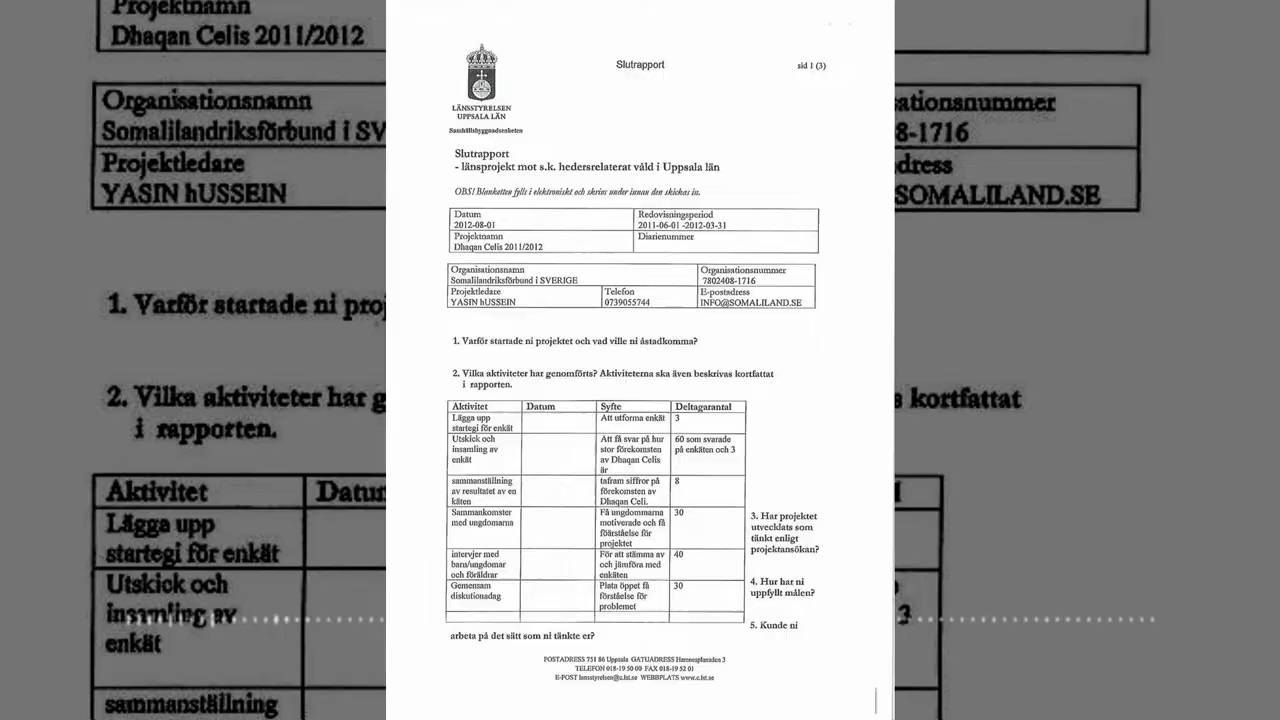 Slutrapport
sid 1 (3)
LÄNSSTYRELSEN
UPPSALA LÄN
Samhällsbyggnadsenheten
Slutrapport
- länsprojekt mot s.k. hedersrelaterat våld i Uppsala län
OBS! Blanketten fylls i elektroniskt och skrivs under innan den skickas in.
Datum
2012-08-01
Redovisningsperiod
2011-06-01 -2012-03-31
Projektnamn
Dhaqan Celis 2011/2012
Diarienummer
Organisationsnamn
Somalilandriksförbund i SVERIGE
Organisationsnummer
7802408-1716
Projektledare
YASIN hUSSEIN
Telefon
0739055744
E-postadress
INFO@SOMALILAND.SE
1. Varför startade ni projektet och vad ville ni åstadkomma?
2. Vilka aktiviteter har genomförts? Aktiviteterna ska även beskrivas kortfattat
i rapporten.
Aktivitet Datum Syfte Deltagarantal
Lägga upp
startegi för enkät
Att utforma enkät
3
Utskick och
insamling av
enkät
Att få svar på hur
stor förekomsten
av Dhaqan Celis
är
60 som svarade
på enkäten och 3
sammanställning
av resultatet av en
käten
tafram siffror på
förekomsten av
Dhaqan Celi.
8
Sammankomster
med ungdomarna
Få ungdommarna
motiverade och få
föärståelse för
projektet
30
intervjer med
barn/ungdomar
och föräldrar
För att stämma av
och jämföra med
enkäten
40
Gemensam
diskutionadag
Plata öppet få
förståelse för
problemet
30
3. Har projektet
utvecklats som
tänkt enligt
projektansökan?
4. Hur har ni
uppfyllt målen?
5. Kunde ni
arbeta på det sätt som ni tänkte er?
POSTADRESS 751 86 Uppsala GATUADRESS Hamnesplanaden 3
TELEFON 018-19 50 00 FAX 018-19 52 01
E-POST lansstyrelsen@c.lst.se WEBBPLATS www.c.lst.se
Projektnamn
Dhaqan Celis 2011/2012
Organisationsnamn
Somalilandriksförbund i SV
Projektledare
YASIN hUSSEIN
ationsnummer
8-1716
dress
SOMALILAND.SE
1. Varför startade ni proj
2. Vilka aktiviteter har g
i rapporten.
s kortfattat
Aktivitet
Datu
Lägga upp
startegi för enkät
Utskick och
insamling av
enkät
3
sammanställning